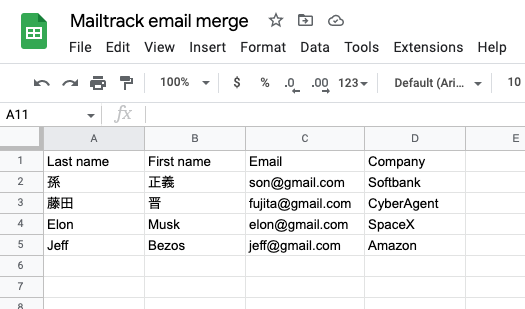 Mailtrack email merge
File Edit View Insert Format Data Tools Extensions Help
100% $ % .0 .00 123 Default (Ari... 10
A11 fx
A B C D E
1 Last name First name Email Company
2 孫 正義 son@gmail.com Softbank
3 藤田 晋 fujita@gmail.com CyberAgent
4 Elon Musk elon@gmail.com SpaceX
5 Jeff Bezos jeff@gmail.com Amazon
6
7
8